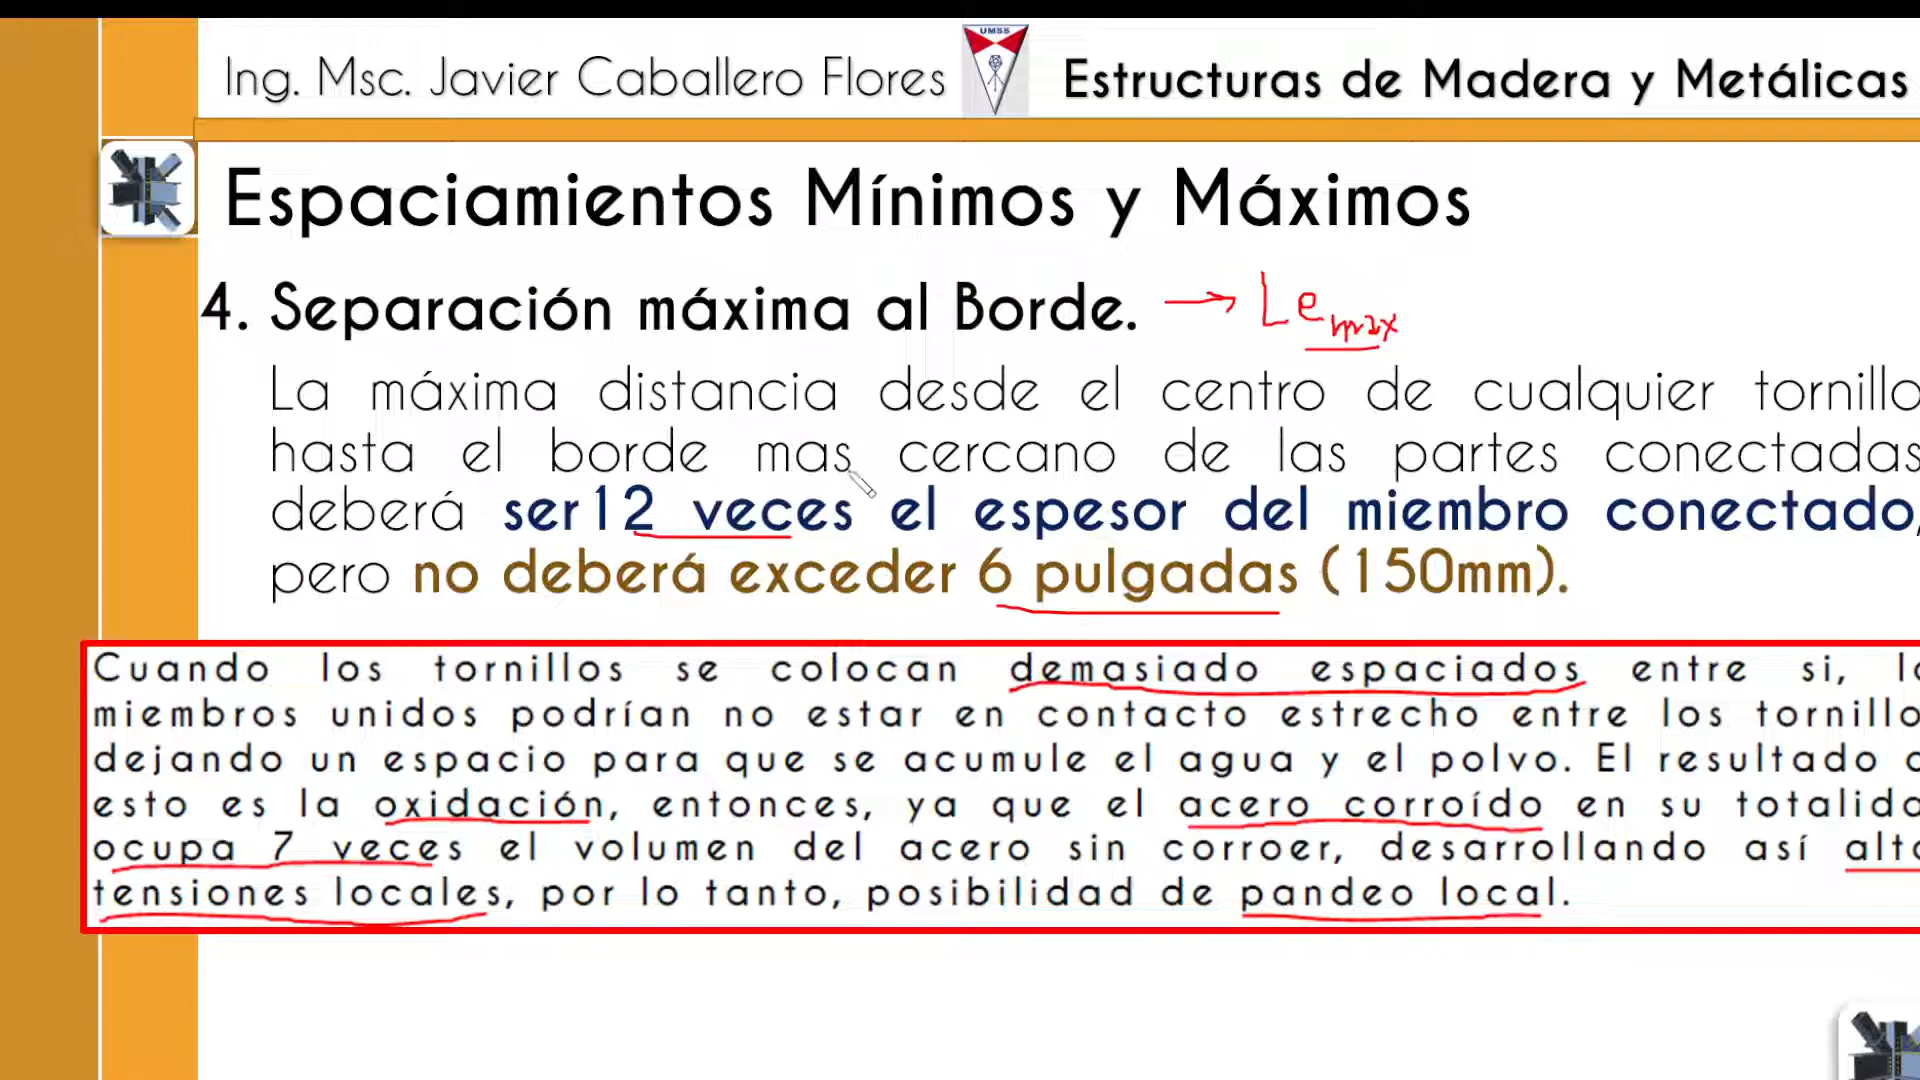 Ing. Msc. Javier Caballero Flores
UMSS
Estructuras de Madera y Metálicas
Espaciamientos Mínimos y Máximos
4. Separación máxima al Borde. → Le max
La máxima distancia desde el centro de cualquier tornillo
hasta el borde mas cercano de las partes conectadas
deberá ser12 veces el espesor del miembro conectado,
pero no deberá exceder 6 pulgadas (150mm).
Cuando los tornillos se colocan demasiado espaciados entre si,
miembros unidos podrían no estar en contacto estrecho entre los tornillo
dejando un espacio para que se acumule el agua y el polvo. El resultado
esto es la oxidación, entonces, ya que el acero corroído en su totalida
ocupa 7 veces el volumen del acero sin corroer, desarrollando así alta
tensiones locales, por lo tanto, posibilidad de pandeo local.